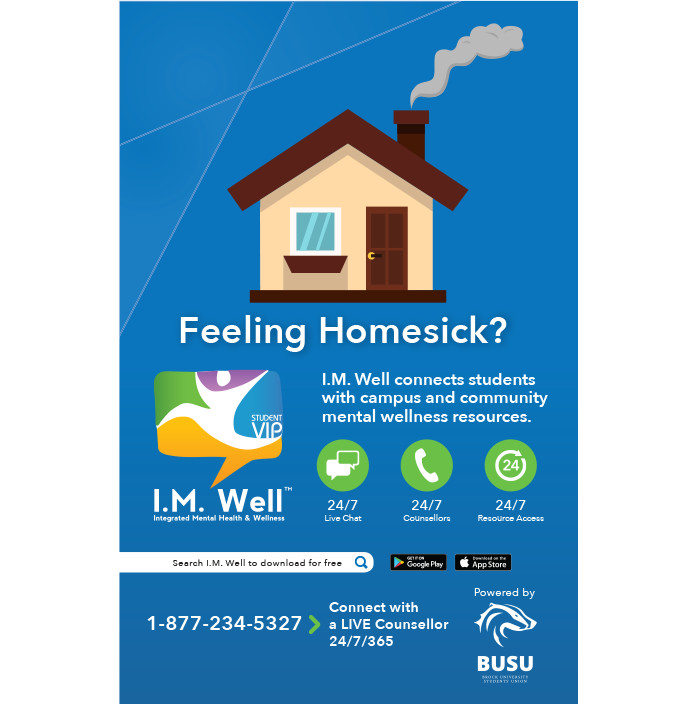 Feeling Homesick?
STUDENT
VIP
I.M. Well™
Integrated Mental Health & Wellness
I.M. Well connects students
with campus and community
mental wellness resources.
24
24/7
Live Chat
24/7
Counsellors
24/7
Resource Access
Search I.M. Well to download for free
GET IT ON
Google Play
Download on the
App Store
1-877-234-5327
Connect with
a LIVE Counsellor
24/7/365
Powered by
BUSU
BROCK UNIVERSITY
STUDENTS UNION